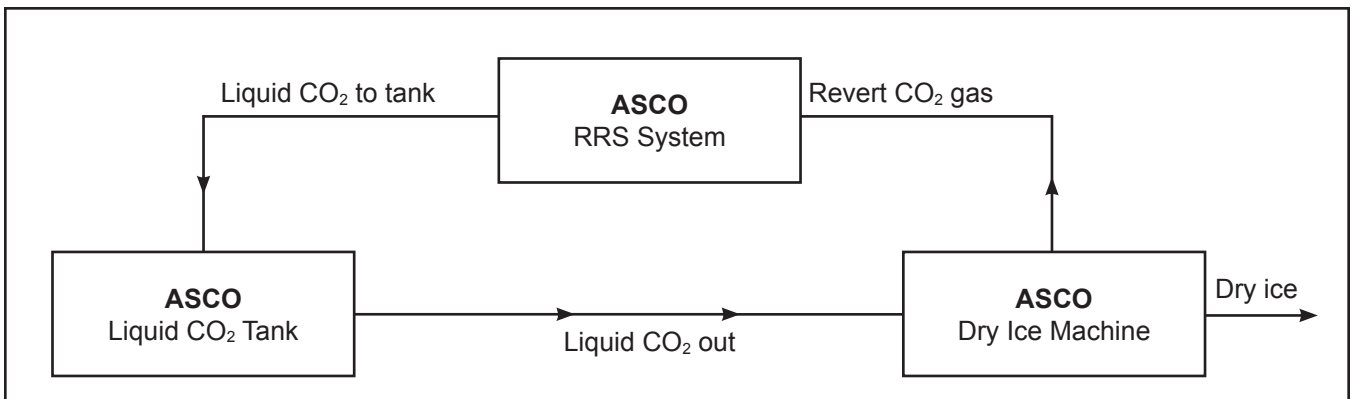 Liquid CO₂ to tank
ASCO
RRS System
Revert CO₂ gas
ASCO
Liquid CO₂ Tank
Liquid CO₂ out
ASCO
Dry Ice Machine
Dry ice